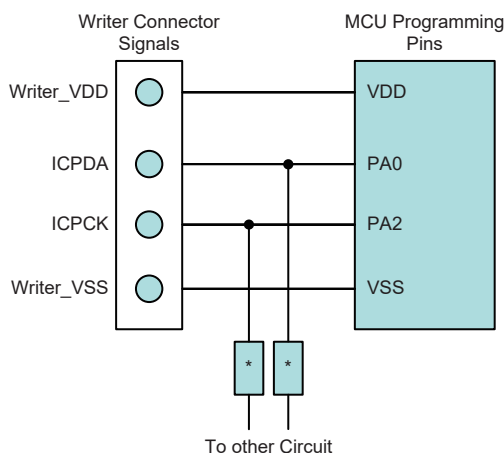 Writer Connector
Signals
MCU Programming
Pins
Writer_VDD
VDD
ICPDA
PA0
ICPCK
PA2
Writer_VSS
VSS
*
*
To other Circuit